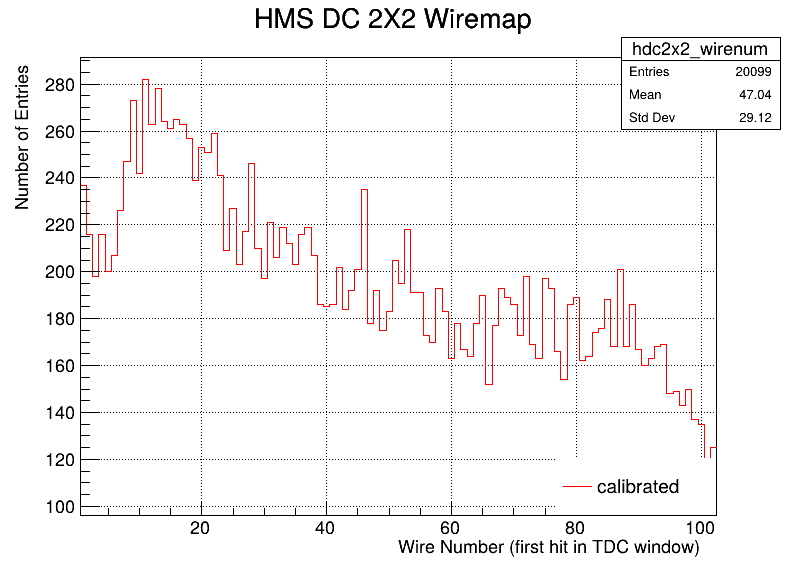 HMS DC 2X2 Wiremap
hdc2x2_wirenum
Entries 20099
Mean 47.04
Std Dev 29.12
Number of Entries
280
260
240
220
200
180
160
140
120
100
calibrated
20 40 60 80 100
Wire Number (first hit in TDC window)